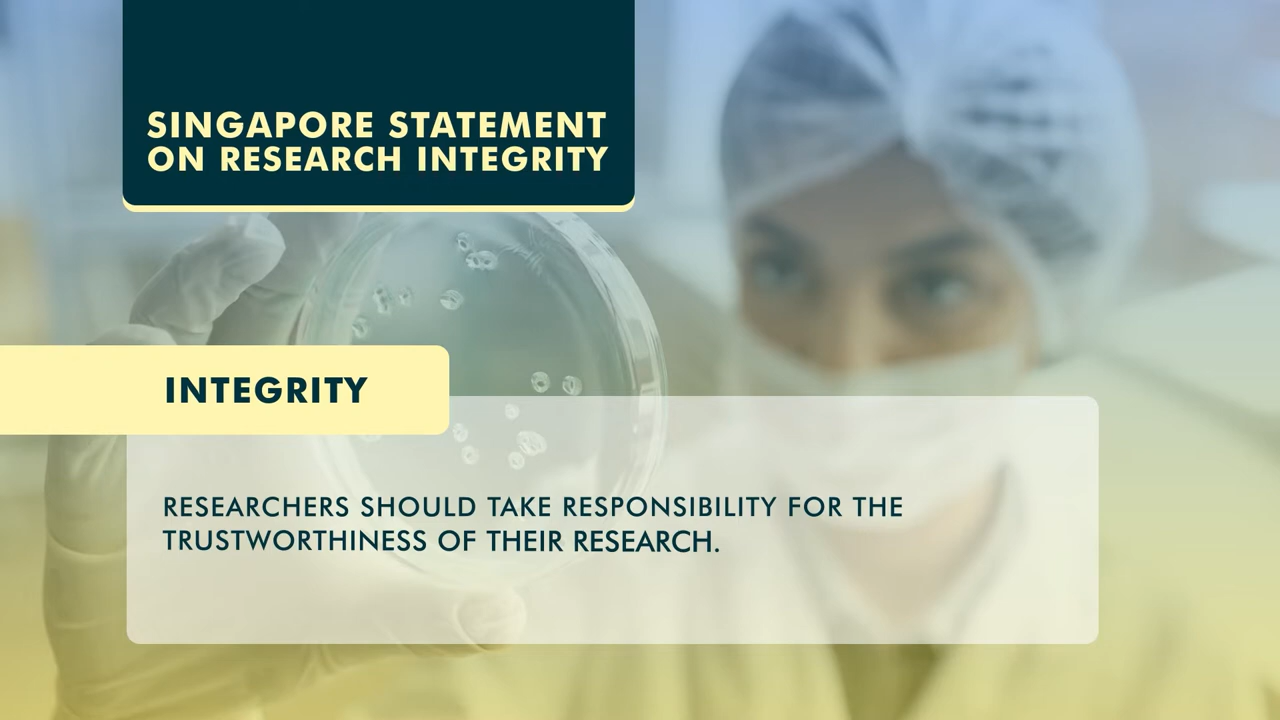 SINGAPORE STATEMENT
ON RESEARCH INTEGRITY
INTEGRITY
RESEARCHERS SHOULD TAKE RESPONSIBILITY FOR THE
TRUSTWORTHINESS OF THEIR RESEARCH.